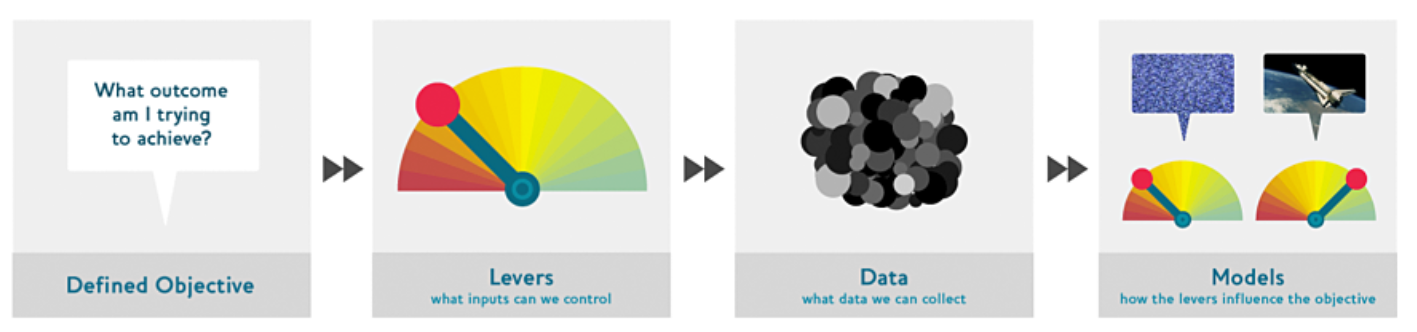 What outcome
am I trying
to achieve?
Defined Objective
Levers
what inputs can we control
Data
what data we can collect
Models
how the levers influence the objective